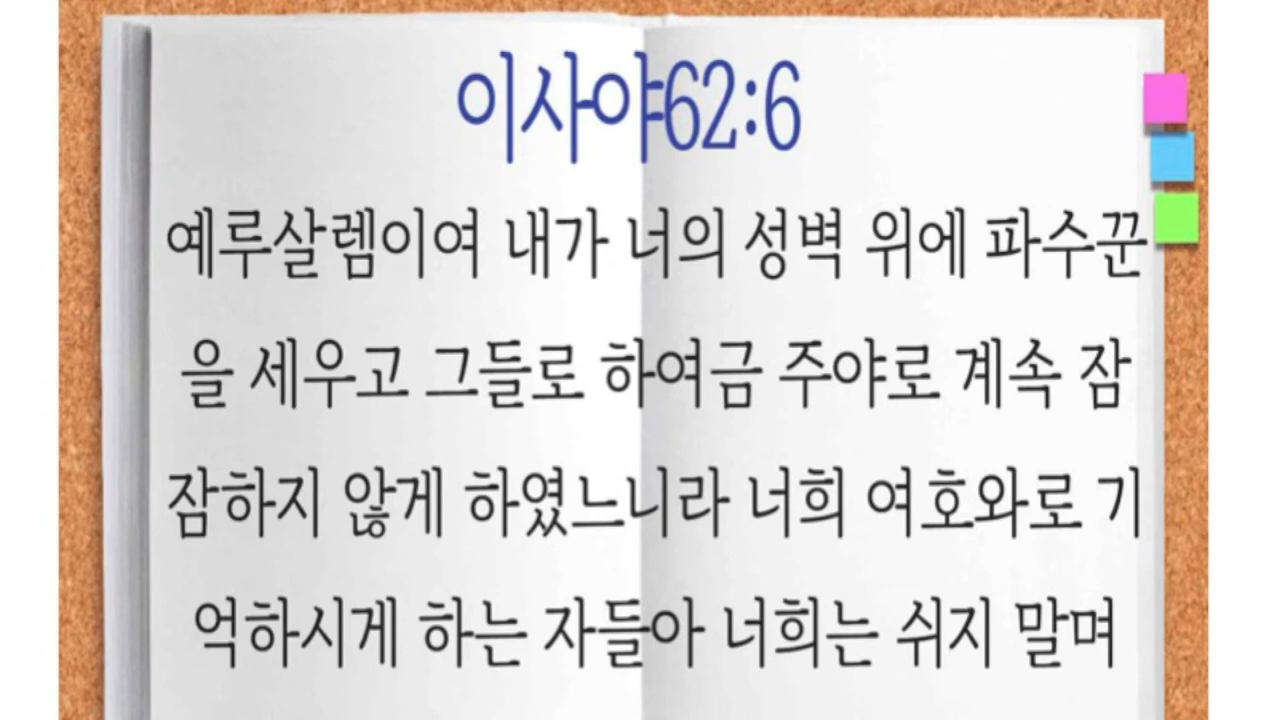 이사야62:6
예루살렘이여 내가 너의 성벽 위에 파수꾼
을 세우고 그들로 하여금 주야로 계속 잠
잠하지 않게 하였느니라 너희 여호와로 기
억하시게 하는 자들아 너희는 쉬지 말며